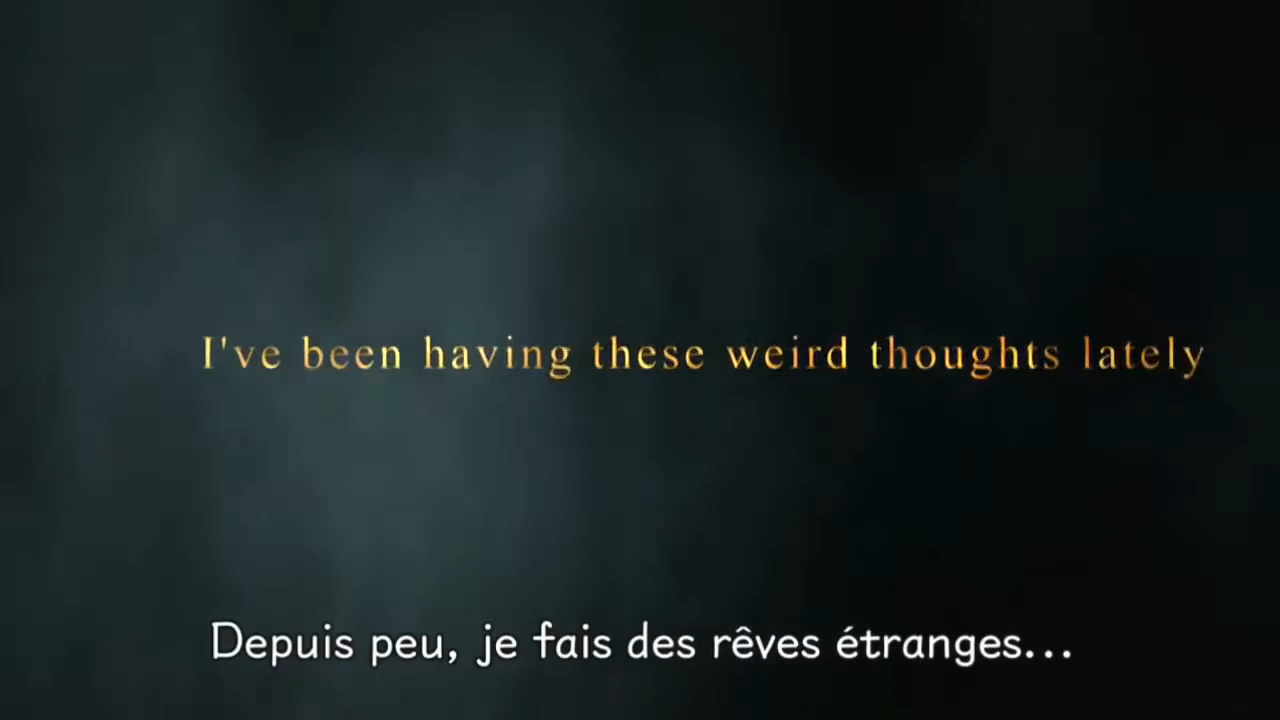 I've been having these weird thoughts lately
Depuis peu, je fais des rêves étranges...